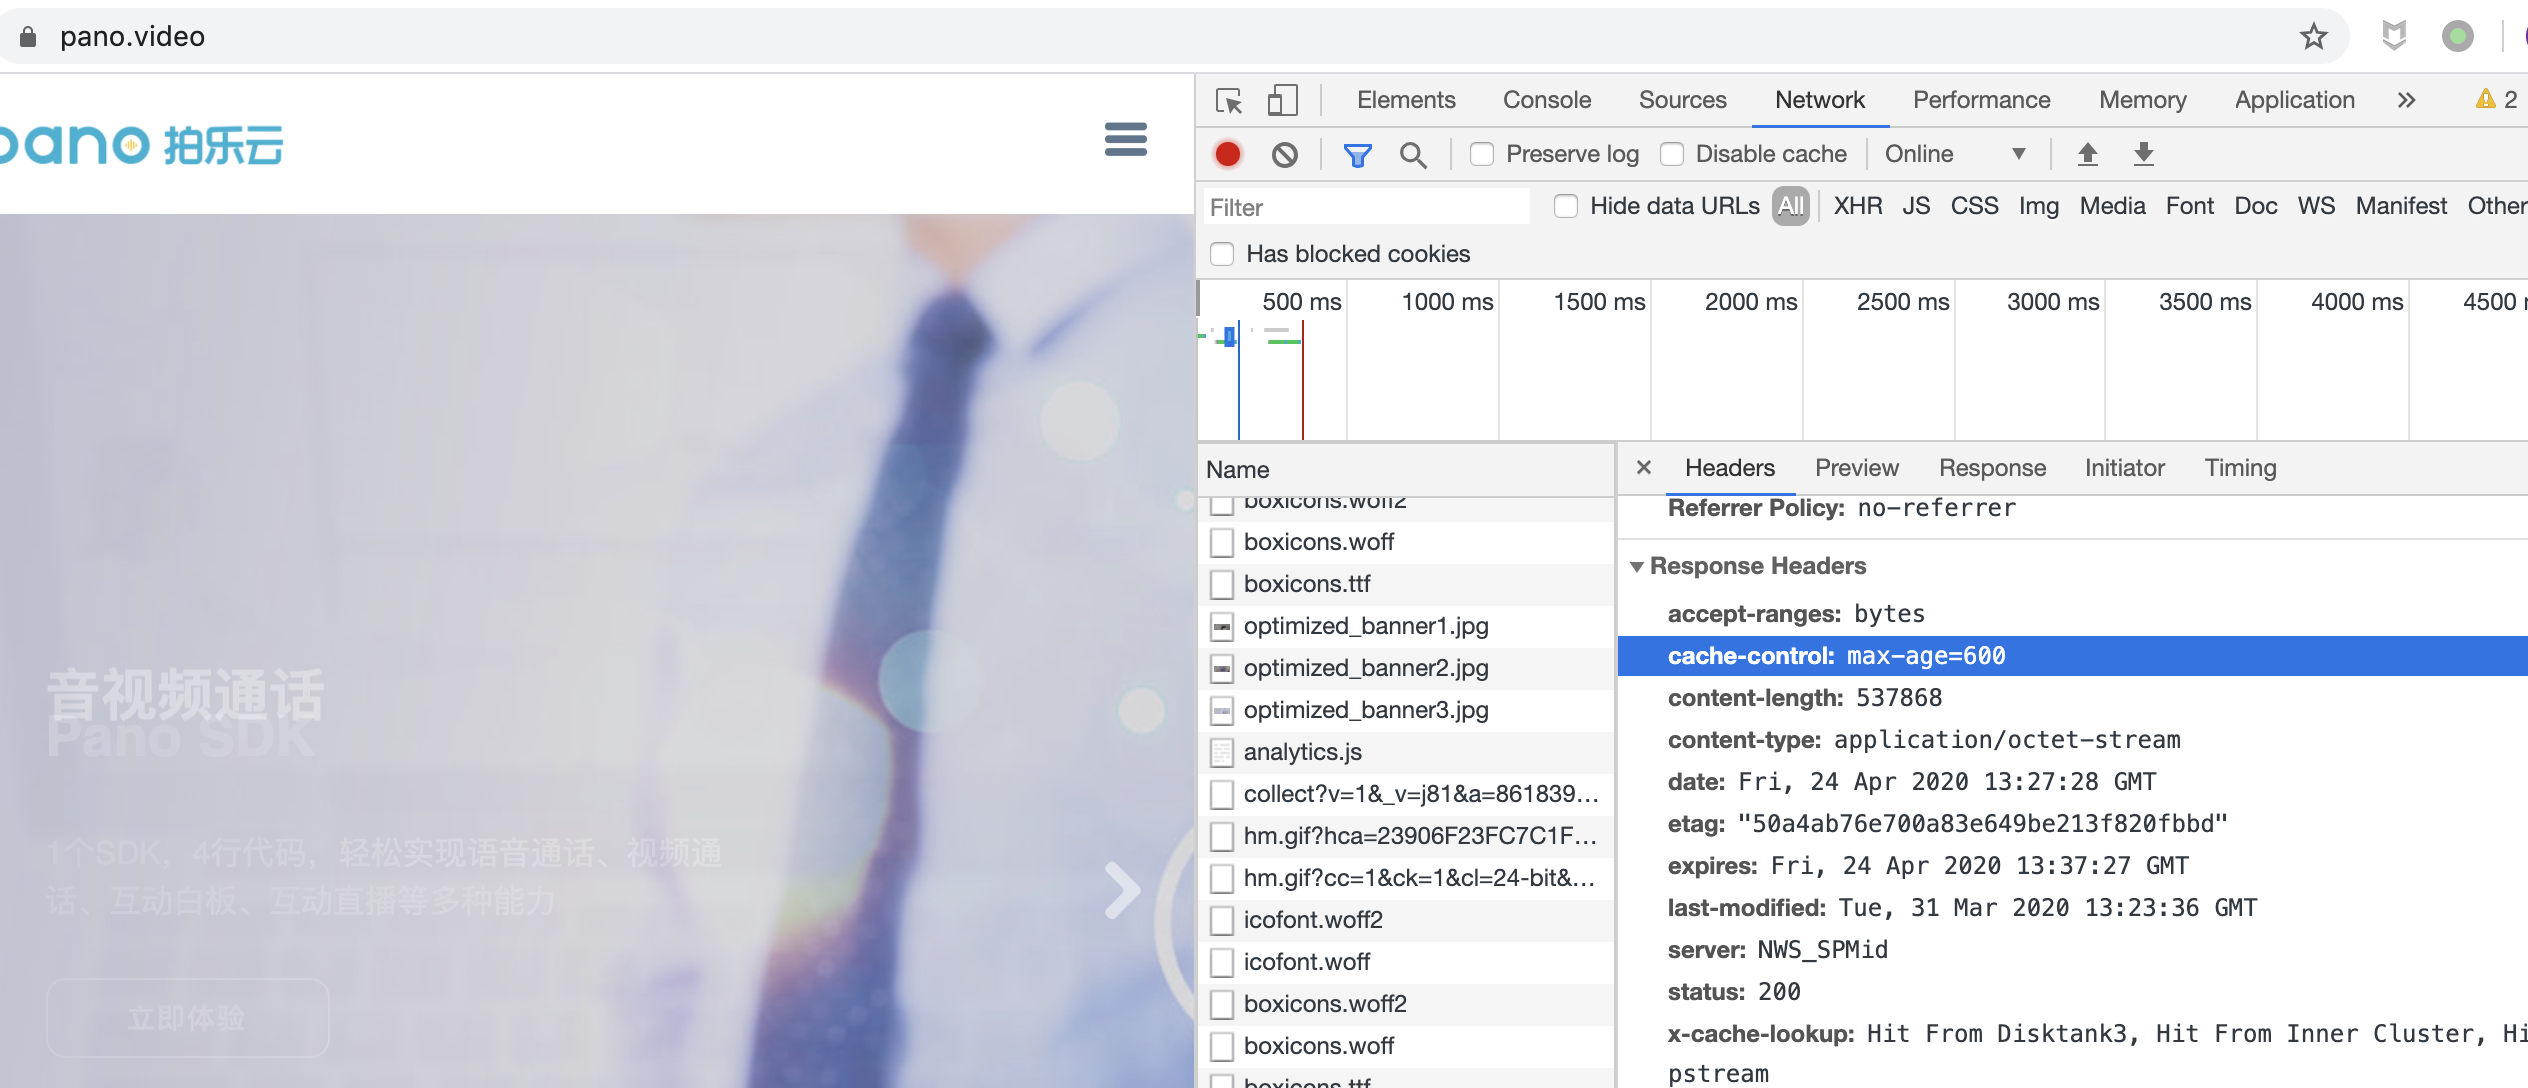 pano.video
pano 拍乐云
音视频通话
Pano SDK
1个SDK，4行代码，轻松实现语音通话、视频通
话、互动白板、互动直播等多种能力
立即体验
Elements Console Sources Network Performance Memory Application 2
Preserve log Disable cache Online
Filter Hide data URLs All XHR JS CSS Img Media Font Doc WS Manifest Other
Has blocked cookies
500 ms 1000 ms 1500 ms 2000 ms 2500 ms 3000 ms 3500 ms 4000 ms 4500
Name
boxicons.woff2
boxicons.woff
boxicons.ttf
optimized_banner1.jpg
optimized_banner2.jpg
optimized_banner3.jpg
analytics.js
collect?v=1&_v=j81&a=861839...
hm.gif?hca=23906F23FC7C1F...
hm.gif?cc=1&ck=1&cl=24-bit&...
icofont.woff2
icofont.woff
boxicons.woff2
boxicons.woff
boxicons.ttf
Headers Preview Response Initiator Timing
Referrer Policy: no-referrer
Response Headers
accept-ranges: bytes
cache-control: max-age=600
content-length: 537868
content-type: application/octet-stream
date: Fri, 24 Apr 2020 13:27:28 GMT
etag: "50a4ab76e700a83e649be213f820fbbd"
expires: Fri, 24 Apr 2020 13:37:27 GMT
last-modified: Tue, 31 Mar 2020 13:23:36 GMT
server: NWS_SPMid
status: 200
x-cache-lookup: Hit From Disktank3, Hit From Inner Cluster, Hi
pstream